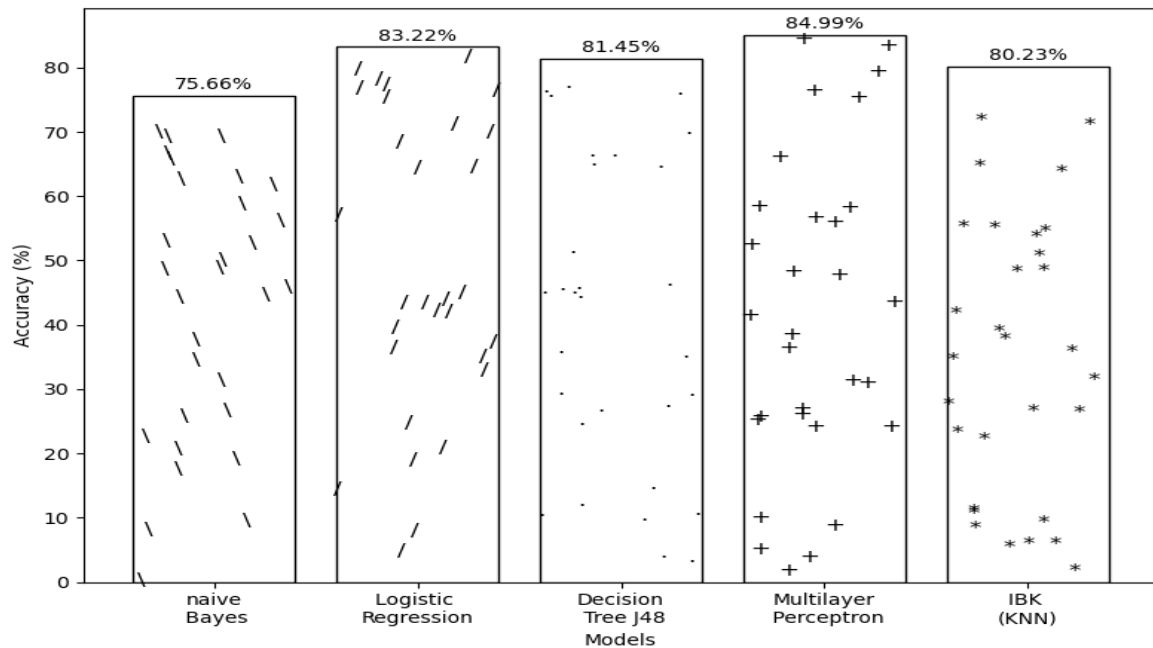 84.99%
83.22%
81.45%
80.23%
75.66%
80
70
60
50
40
30
20
10
0
Accuracy (%)
naive
Bayes
Logistic
Regression
Decision
Tree J48
Multilayer
Perceptron
IBK
(KNN)
Models